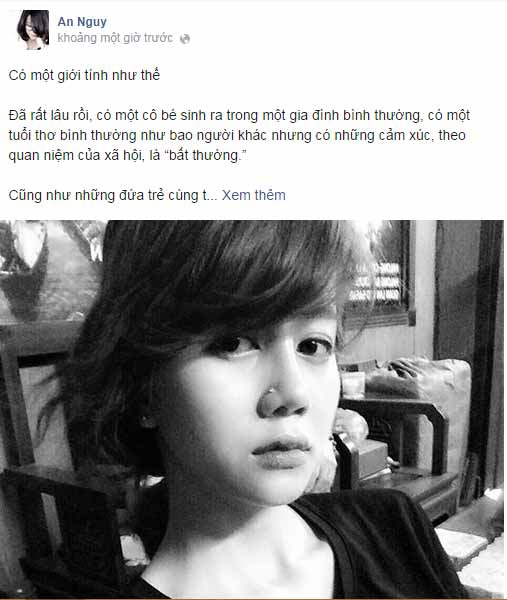 An Nguy
khoảng một giờ trước
Có một giới tính như thế
Đã rất lâu rồi, có một cô bé sinh ra trong một gia đình bình thường, có một
tuổi thơ bình thường như bao người khác nhưng có những cảm xúc, theo
quan niệm của xã hội, là “bất thường.”
Cũng như những đứa trẻ cùng t... Xem thêm